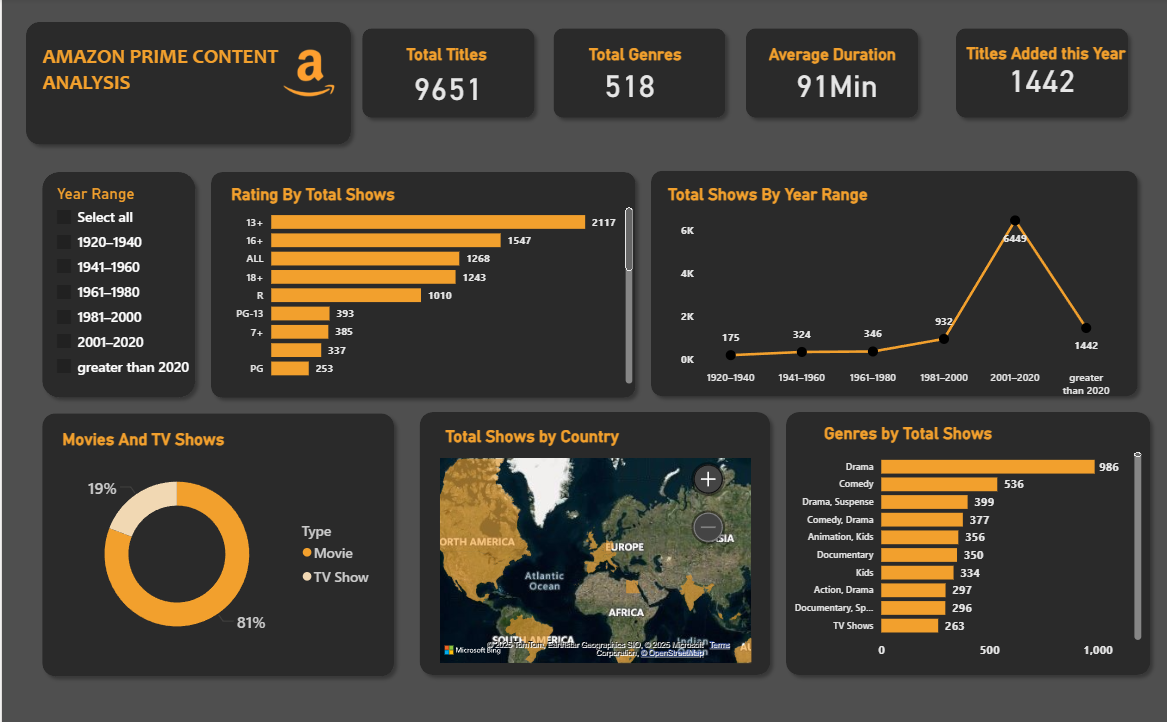 AMAZON PRIME CONTENT
ANALYSIS
a
Total Titles
9651
Total Genres
518
Average Duration
91Min
Titles Added this Year
1442
Year Range
Select all
1920–1940
1941–1960
1961–1980
1981–2000
2001–2020
greater than 2020
Rating By Total Shows
13+ 2117
16+ 1547
ALL 1268
18+ 1243
R 1010
PG-13 393
7+ 385
337
PG 253
Total Shows By Year Range
6K
4K
2K
0K
175
324
346
932
6449
1442
1920–1940
1941–1960
1961–1980
1981–2000
2001–2020
greater
than 2020
Movies And TV Shows
19%
81%
Type
Movie
TV Show
Total Shows by Country
ORTH AMERICA
EUROPE
SIA
Atlantic
Ocean
AFRICA
SOUTH AMERICA
Indian
AU
Microsoft Bing
© 2025 TomTom, Earthstar Geographics SIO, © 2025 Microsoft Terms
Corporation, © OpenStreetMap
Genres by Total Shows
Drama 986
Comedy 536
Drama, Suspense 399
Comedy, Drama 377
Animation, Kids 356
Documentary 350
Kids 334
Action, Drama 297
Documentary, Sp... 296
TV Shows 263
0 500 1,000